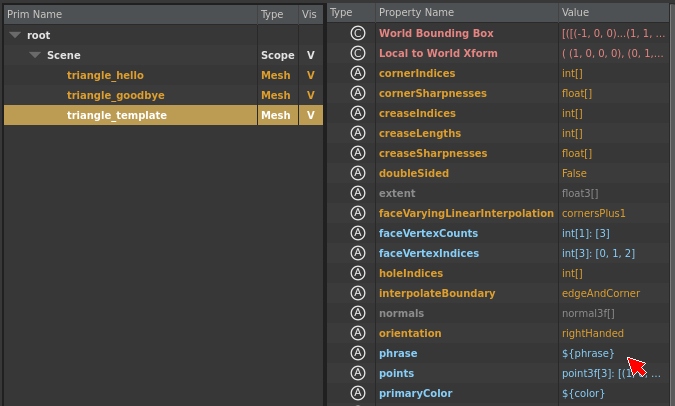 Prim Name Type Vis
root
Scene Scope V
triangle_hello Mesh V
triangle_goodbye Mesh V
triangle_template Mesh V
Type Property Name Value
C World Bounding Box [([(-1, 0, 0)...(1, 1, ...
C Local to World Xform ( (1, 0, 0, 0), (0, 1,...
A cornerIndices int[]
A cornerSharpnesses float[]
A creaseIndices int[]
A creaseLengths int[]
A creaseSharpnesses float[]
A doubleSided False
A extent float3[]
A faceVaryingLinearInterpolation cornersPlus1
A faceVertexCounts int[1]: [3]
A faceVertexIndices int[3]: [0, 1, 2]
A holeIndices int[]
A interpolateBoundary edgeAndCorner
A normals normal3f[]
A orientation rightHanded
A phrase ${phrase}
A points point3f[3]: [(1, 0, ...
A primaryColor ${color}